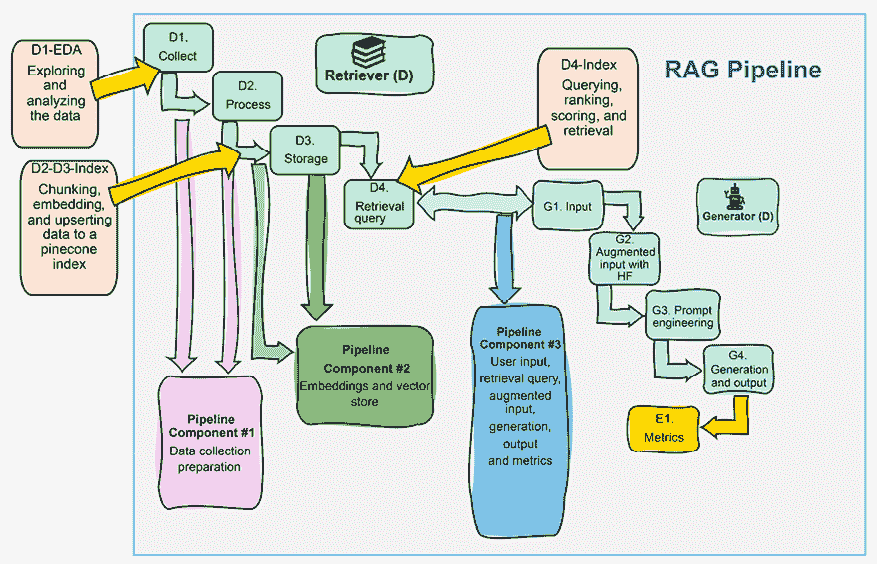 RAG Pipeline
D1-EDA
Exploring
and
analyzing
the data
D1.
Collect
D2.
Process
Retriever (D)
D4-Index
Querying,
ranking,
scoring, and
retrieval
D3.
Storage
D2-D3-Index
Chunking,
embedding,
and upserting
data to a
pinecone
index
D4.
Retrieval
query
G1. Input
Generator (D)
G2.
Augmented
input with
HF
G3. Prompt
engineering
G4.
Generation
and output
E1.
Metrics
Pipeline
Component #1
Data collection
preparation
Pipeline
Component #2
Embeddings and vector
store
Pipeline
Component #3
User input,
retrieval query,
augmented
input,
generation,
output
and metrics